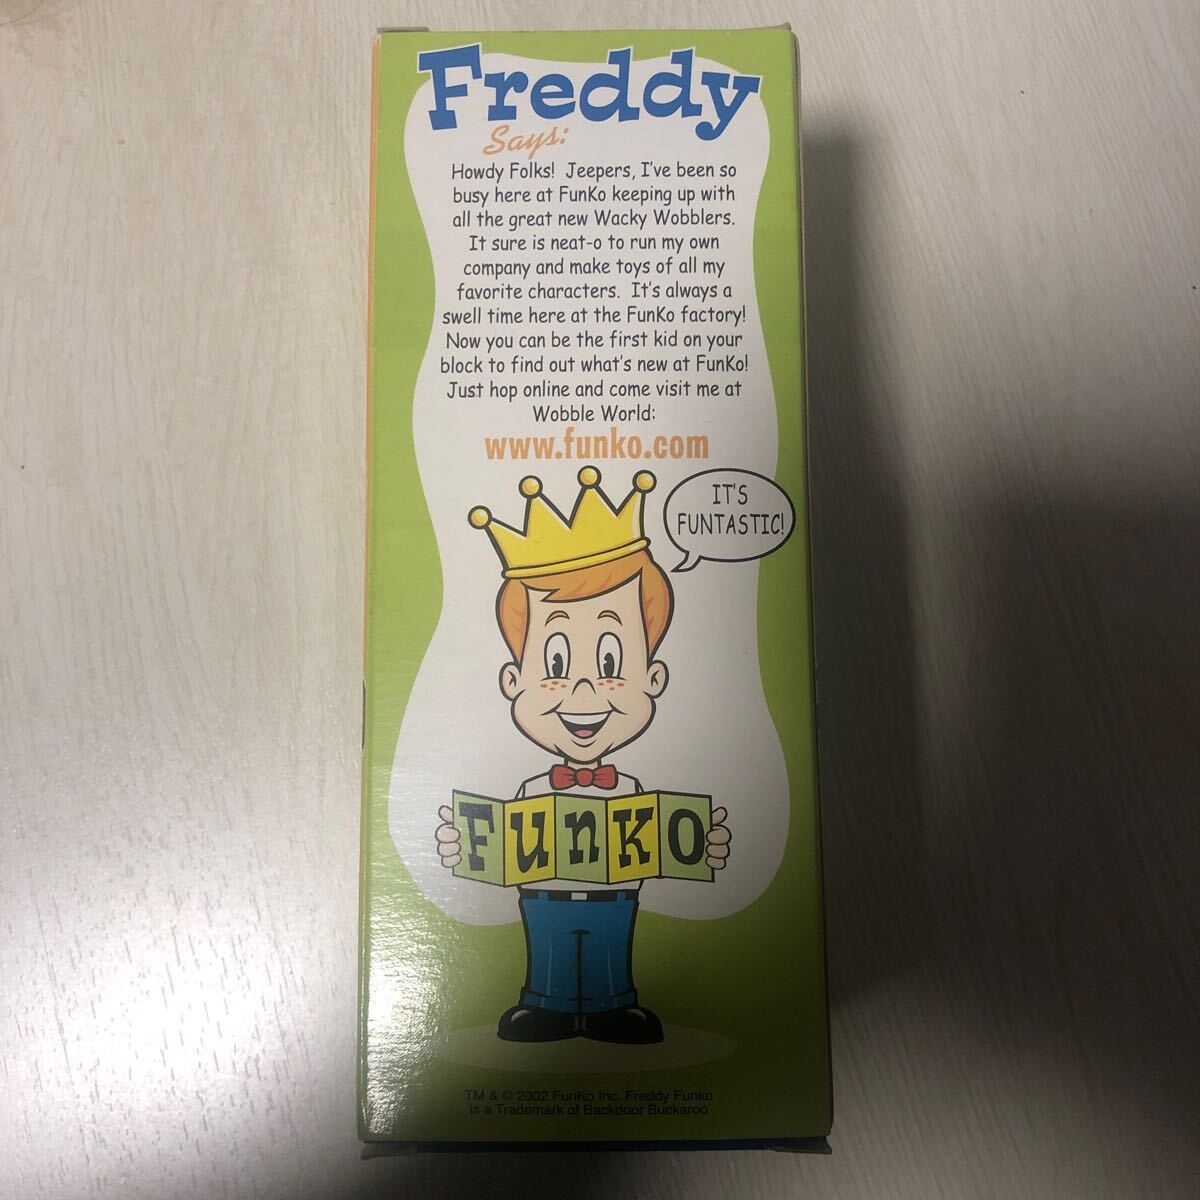 Freddy
Says:
Howdy Folks! Jeepers, I've been so
busy here at FunKo keeping up with
all the great new Wacky Wobblers.
It sure is neat-o to run my own
company and make toys of all my
favorite characters. It's always a
swell time here at the FunKo factory!
Now you can be the first kid on your
block to find out what's new at FunKo!
Just hop online and come visit me at
Wobble World:
www.funko.com
IT'S
FUNTASTIC!
FunKO
TM & © 2002 FunKo Inc. Freddy Funko
is a Trademark of Backdoor Buckaroo